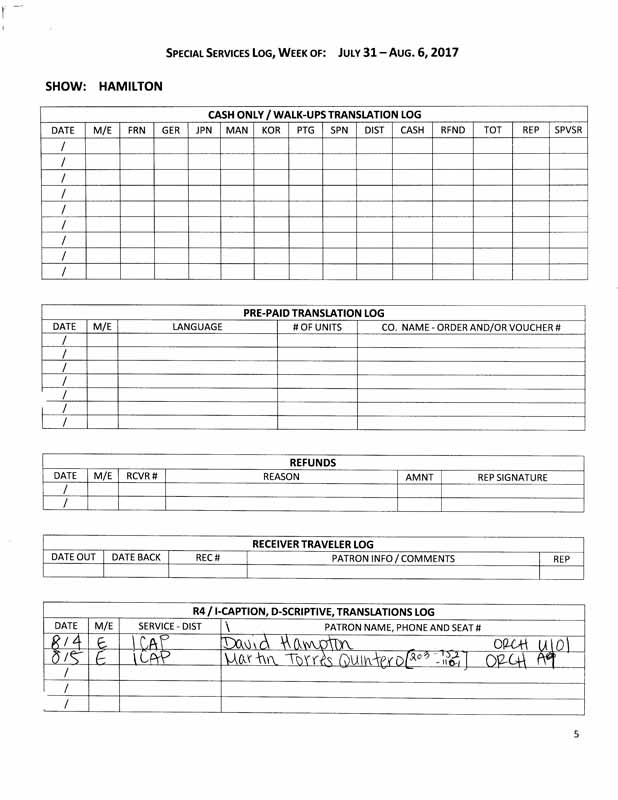 SPECIAL SERVICES LOG, WEEK OF: JULY 31 – AUG. 6, 2017
SHOW: HAMILTON
CASH ONLY / WALK-UPS TRANSLATION LOG
DATE M/E FRN GER JPN MAN KOR PTG SPN DIST CASH RFND TOT REP SPVSR
/
/
/
/
/
/
/
/
/
PRE-PAID TRANSLATION LOG
DATE M/E LANGUAGE # OF UNITS CO. NAME - ORDER AND/OR VOUCHER #
/
/
/
/
/
/
/
REFUNDS
DATE M/E RCVR # REASON AMNT REP SIGNATURE
/
/
RECEIVER TRAVELER LOG
DATE OUT DATE BACK REC # PATRON INFO / COMMENTS REP
R4 / I-CAPTION, D-SCRIPTIVE, TRANSLATIONS LOG
DATE M/E SERVICE - DIST \ PATRON NAME, PHONE AND SEAT #
8/4 E ICAP David Hampton ORCH U101
8/5 E ICAP Martin Torres Quintero 203-752-1101 ORCH A9
/
/
/
5